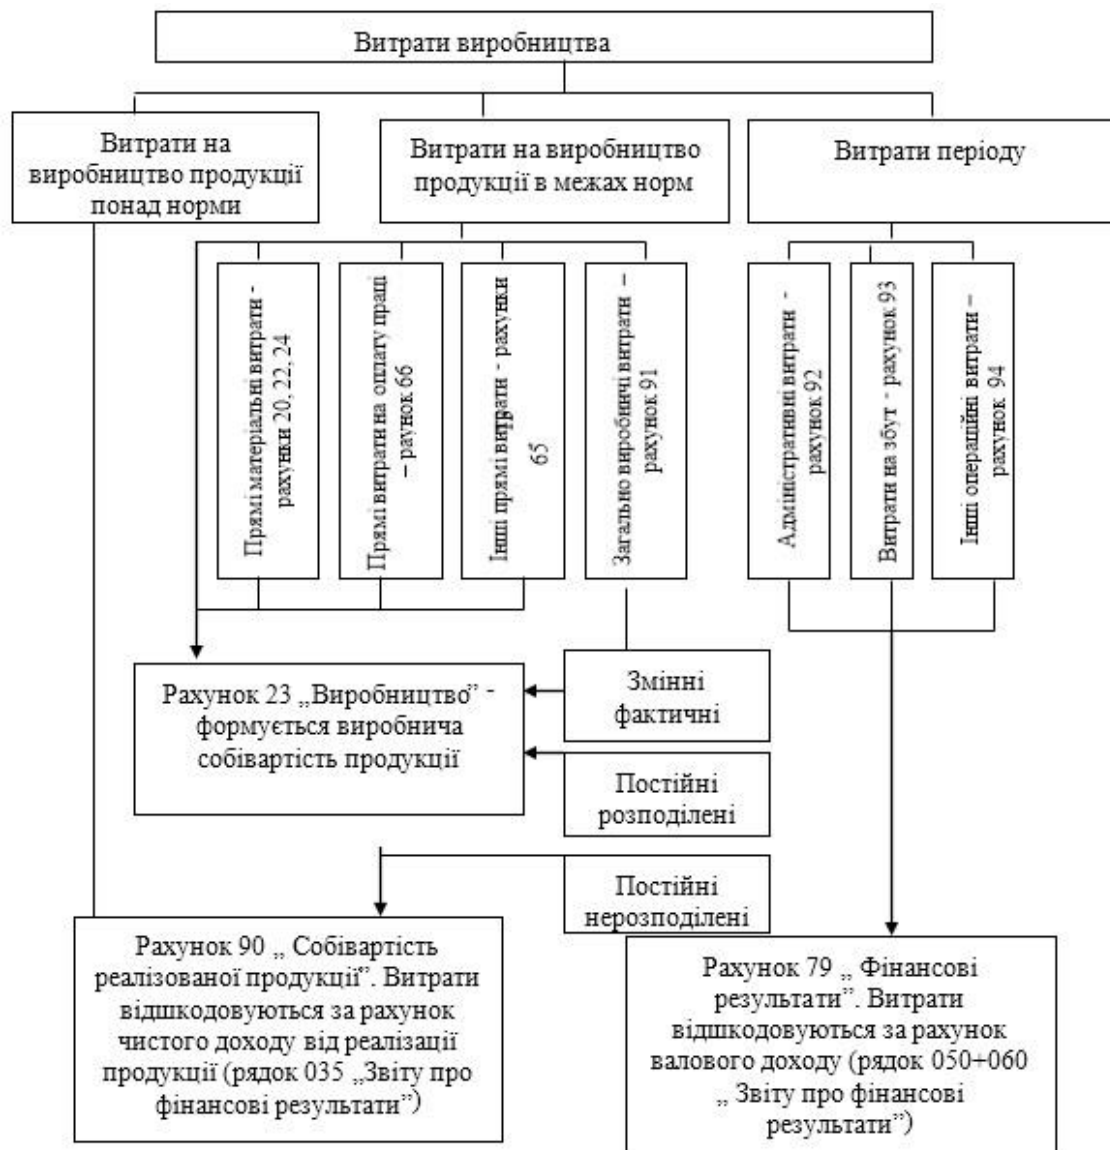 Витрати виробництва
Витрати на
виробництво продукції
понад норми
Витрати на виробництво
продукції в межах норм
Витрати періоду
Прямі матеріальні витрати -
рахунки 20, 22, 24
Прямі витрати на оплату праці
– раунок 66
Інші прямі витрати - рахунки
65
Загально виробничі витрати –
рахунок 91
Адміністративні витрати -
рахунок 92
Витрати на збут - рахунок 93
Інші операційні витрати –
рахунок 94
Рахунок 23 „Виробництво” -
формується виробнича
собівартість продукції
Змінні
фактичні
Постійні
розподілені
Постійні
нерозподілені
Рахунок 90 „ Собівартість
реалізованої продукції”. Витрати
відшкодовуються за рахунок
чистого доходу від реалізації
продукції (рядок 035 „Звіту про
фінансові результати”)
Рахунок 79 „ Фінансові
результати”. Витрати
відшкодовуються за рахунок
валового доходу (рядок 050+060
„ Звіту про фінансові
результати”)